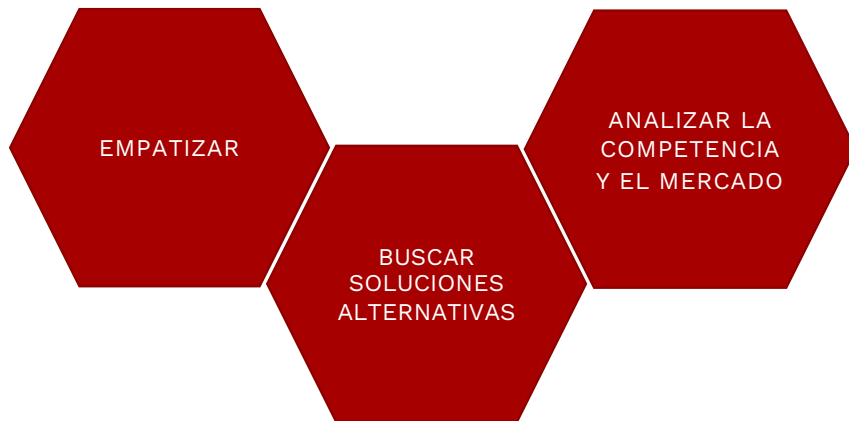 EMPATIZAR
BUSCAR
SOLUCIONES
ALTERNATIVAS
ANALIZAR LA
COMPETENCIA
Y EL MERCADO